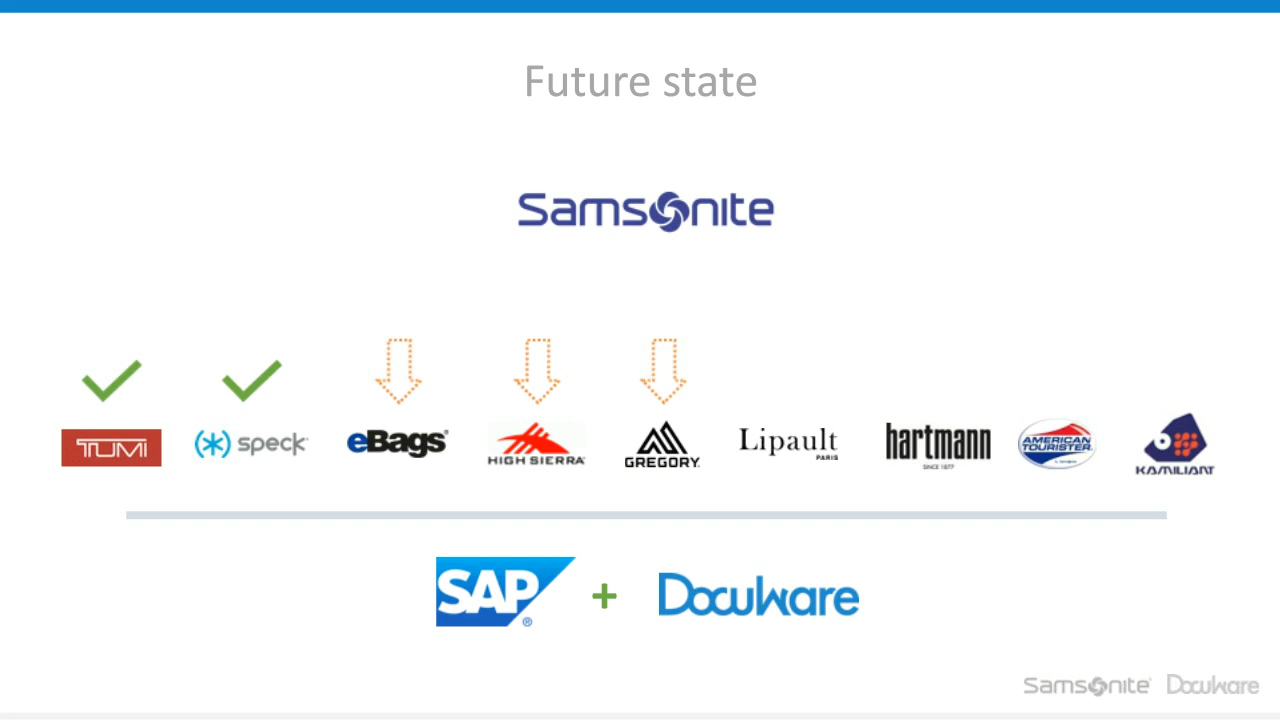 Future state
Samsonite
TUMI
speck
eBags®
HIGH SIERRA®
GREGORY
Lipault
PARIS
hartmann
SINCE 1877
AMERICAN
TOURISTER
KAMILIANT
SAP ® + DocuWare
Samsonite DocuWare